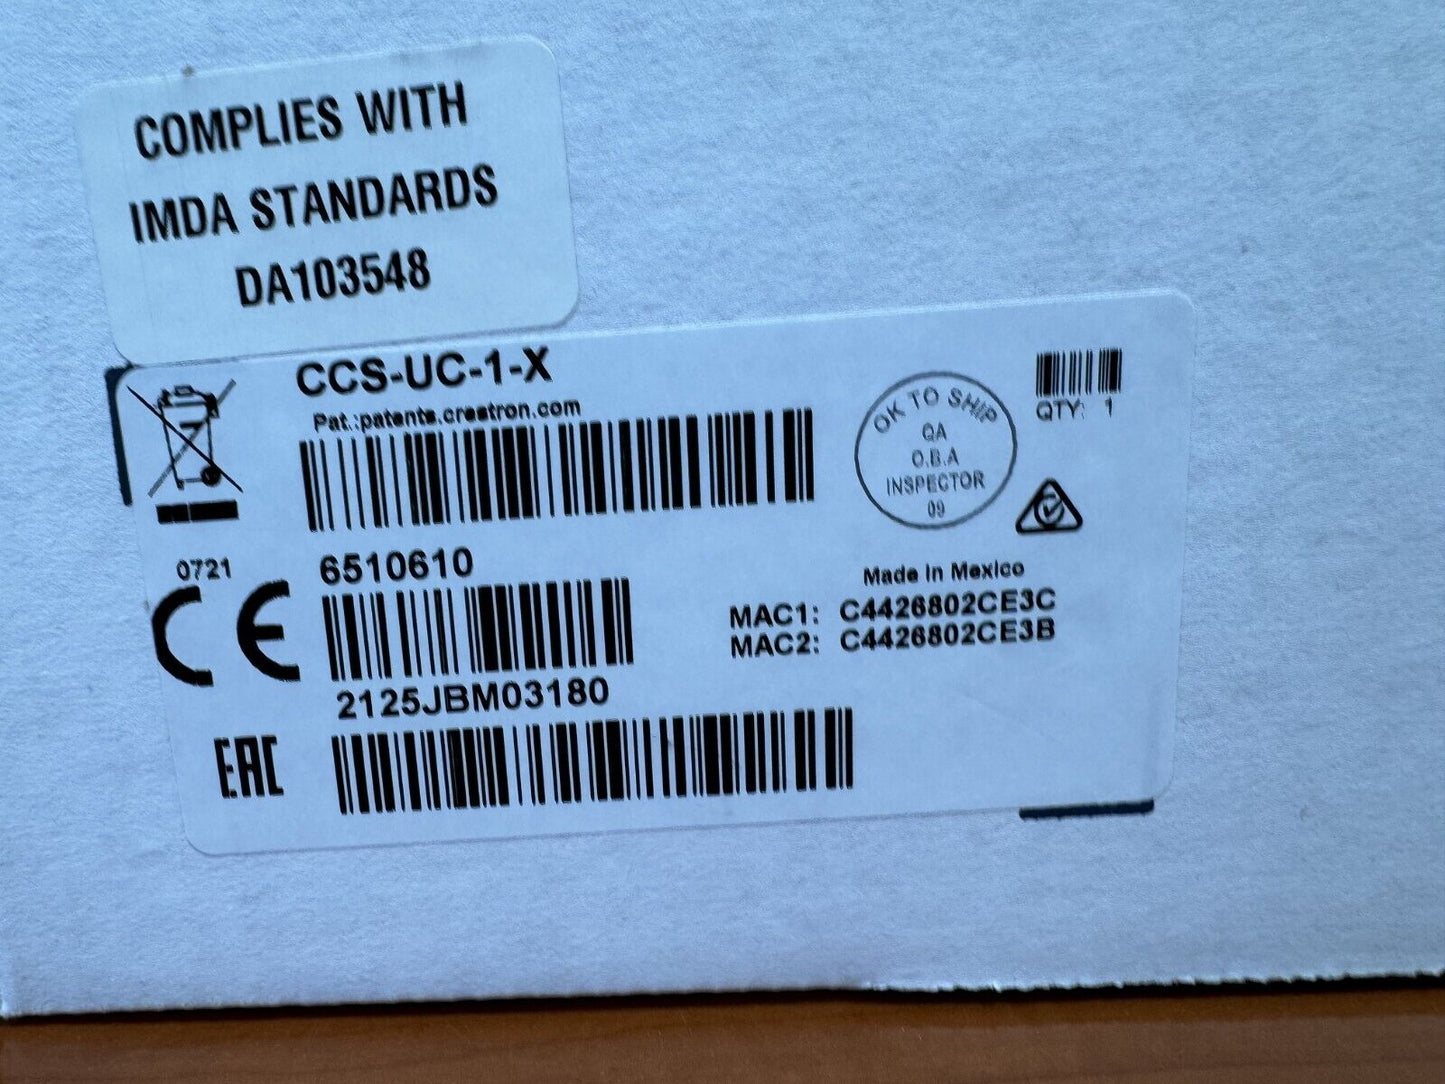 COMPLIES WITH
IMDA STANDARDS
DA103548
CCS-UC-1-X
Pat.:patents.crestron.com
OK TO SHIP
QA
O.B.A
INSPECTOR
09
QTY: 1
6510610
0721
CE
Made in Mexico
MAC1: C4426802CE3C
MAC2: C4426802CE3B
2125JBM03180
EAC